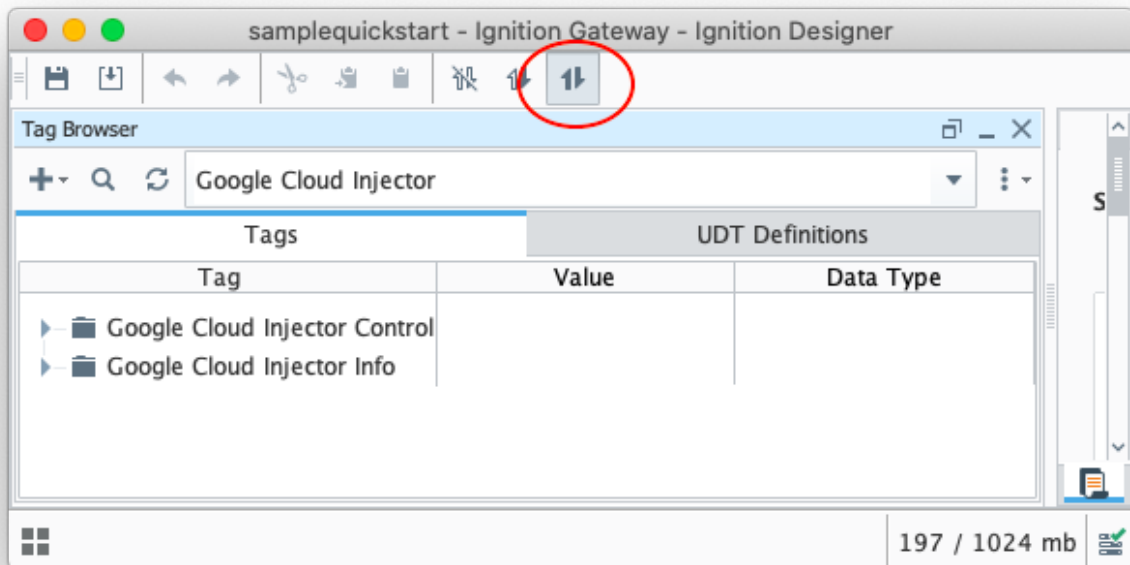 samplequickstart - Ignition Gateway - Ignition Designer
Tag Browser
Google Cloud Injector
Tags UDT Definitions
Tag Value Data Type
Google Cloud Injector Control
Google Cloud Injector Info
S
197 / 1024 mb